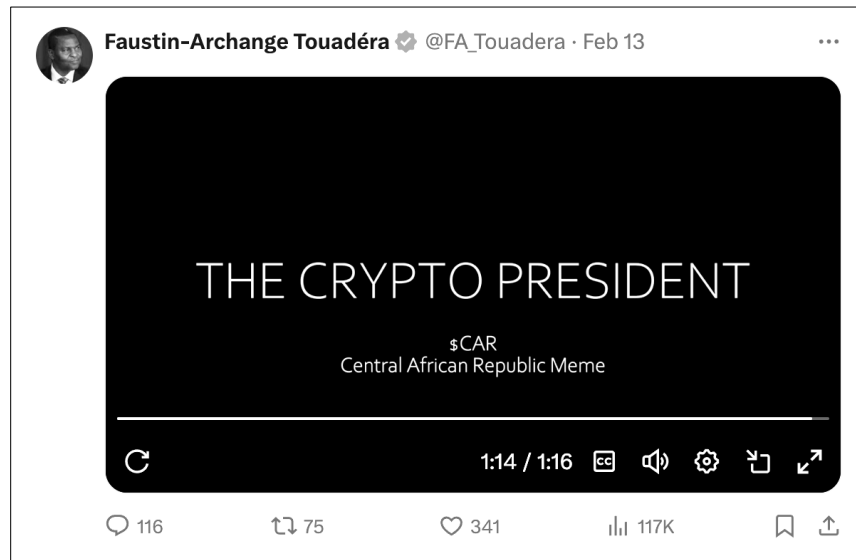 Faustin-Archange Touadéra @FA_Touadera · Feb 13
THE CRYPTO PRESIDENT
$CAR
Central African Republic Meme
1:14 / 1:16 CC
116 75 341 117K